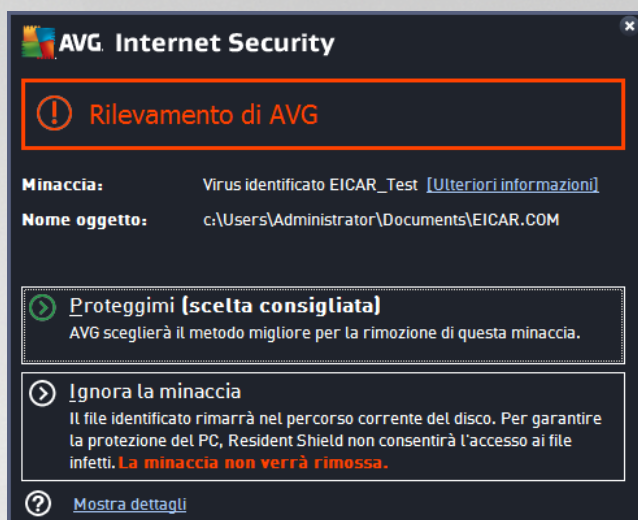 AVG. Internet Security
Rilevamento di AVG
Minaccia: Virus identificato EICAR_Test [Ulteriori informazioni]
Nome oggetto: c:\Users\Administrator\Documents\EICAR.COM
Proteggimi (scelta consigliata)
AVG sceglierà il metodo migliore per la rimozione di questa minaccia.
Ignora la minaccia
Il file identificato rimarrà nel percorso corrente del disco. Per garantire
la protezione del PC, Resident Shield non consentirà l'accesso ai file
infetti. La minaccia non verrà rimossa.
Mostra dettagli